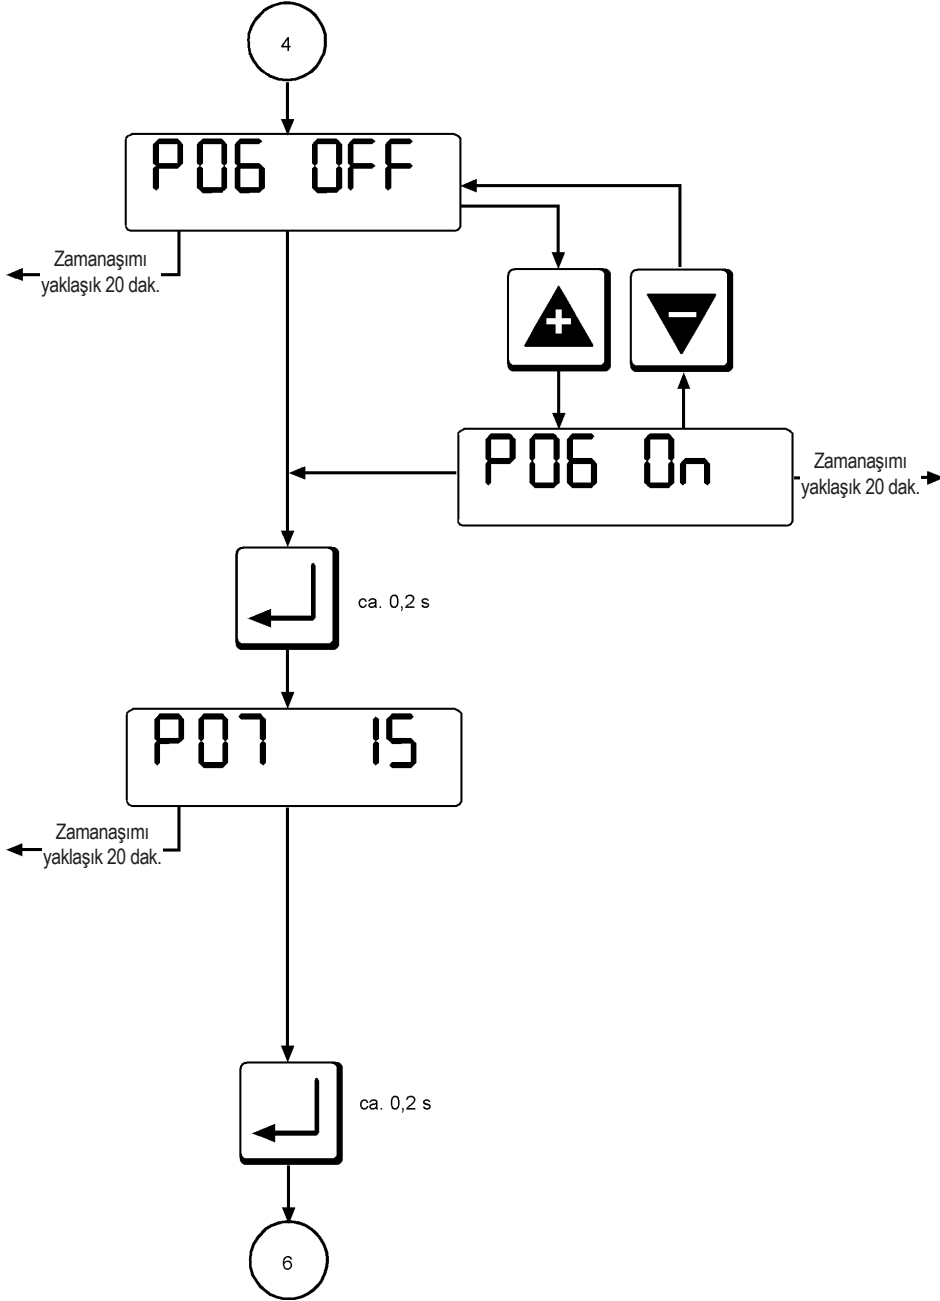 4
P06 OFF
Zamanaşımı
yaklaşık 20 dak.
+
−
P06 On
Zamanaşımı
yaklaşık 20 dak.
ca. 0,2 s
P07 15
Zamanaşımı
yaklaşık 20 dak.
ca. 0,2 s
6